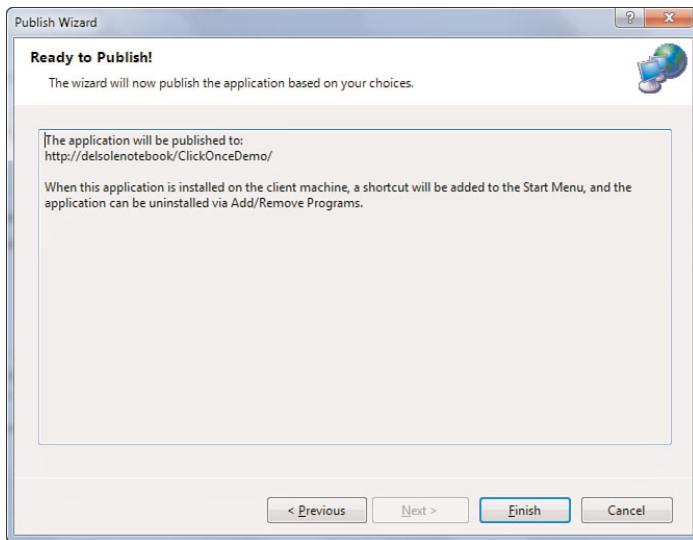 Publish Wizard
Ready to Publish!
The wizard will now publish the application based on your choices.
The application will be published to:
http://delsolenotebook/ClickOnceDemo/
When this application is installed on the client machine, a shortcut will be added to the Start Menu, and the
application can be uninstalled via Add/Remove Programs.
< Previous Next > Finish Cancel